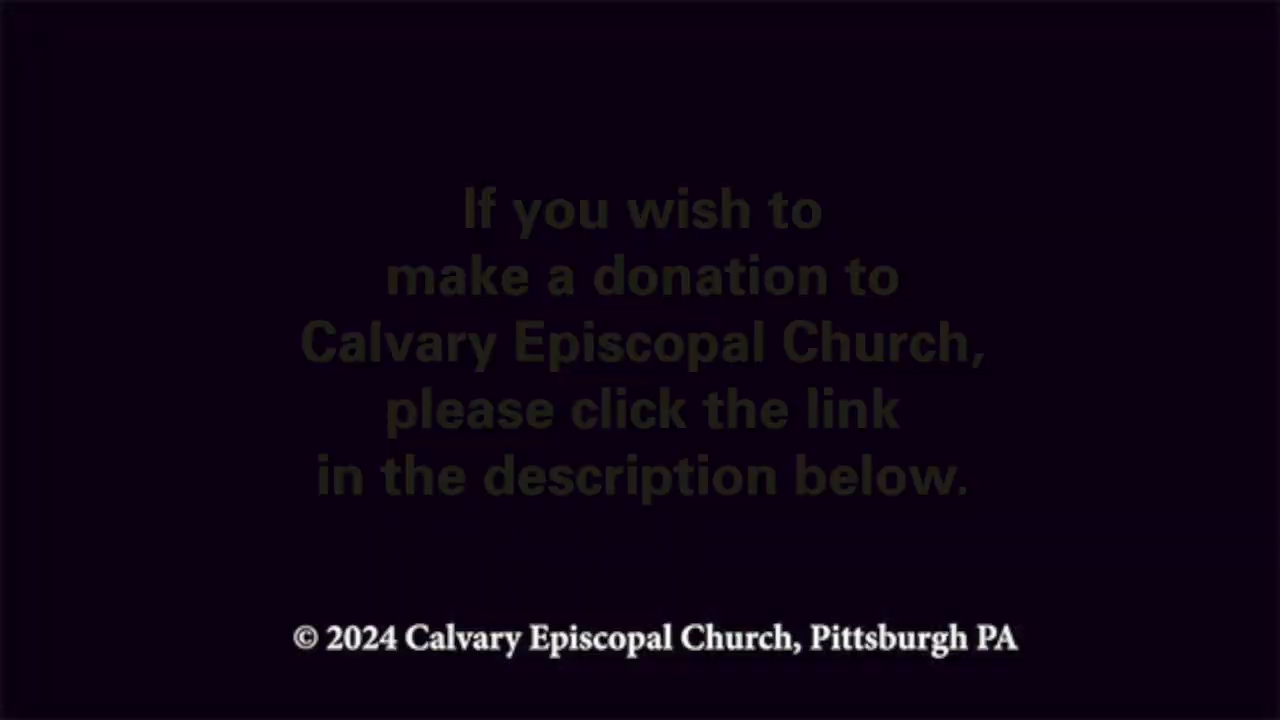 If you wish to
make a donation to
Calvary Episcopal Church,
please click the link
in the description below.
© 2024 Calvary Episcopal Church, Pittsburgh PA